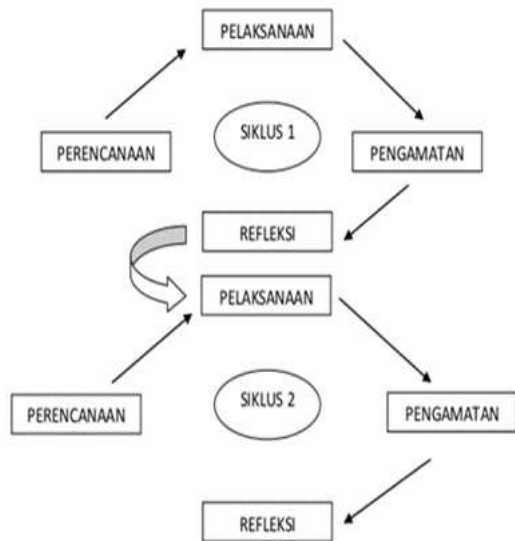 PELAKSANAAN
SIKLUS 1
PERENCANAAN
PENGAMATAN
REFLEKSI
PELAKSANAAN
SIKLUS 2
PERENCANAAN
PENGAMATAN
REFLEKSI